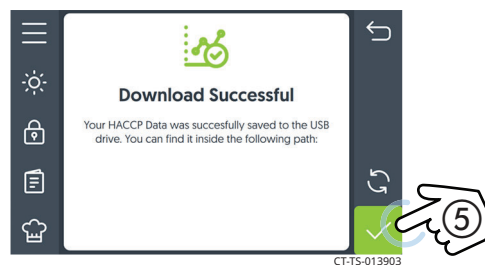 Download Successful
Your HACCP Data was succesfully saved to the USB
drive. You can find it inside the following path:
5
CT-TS-013903